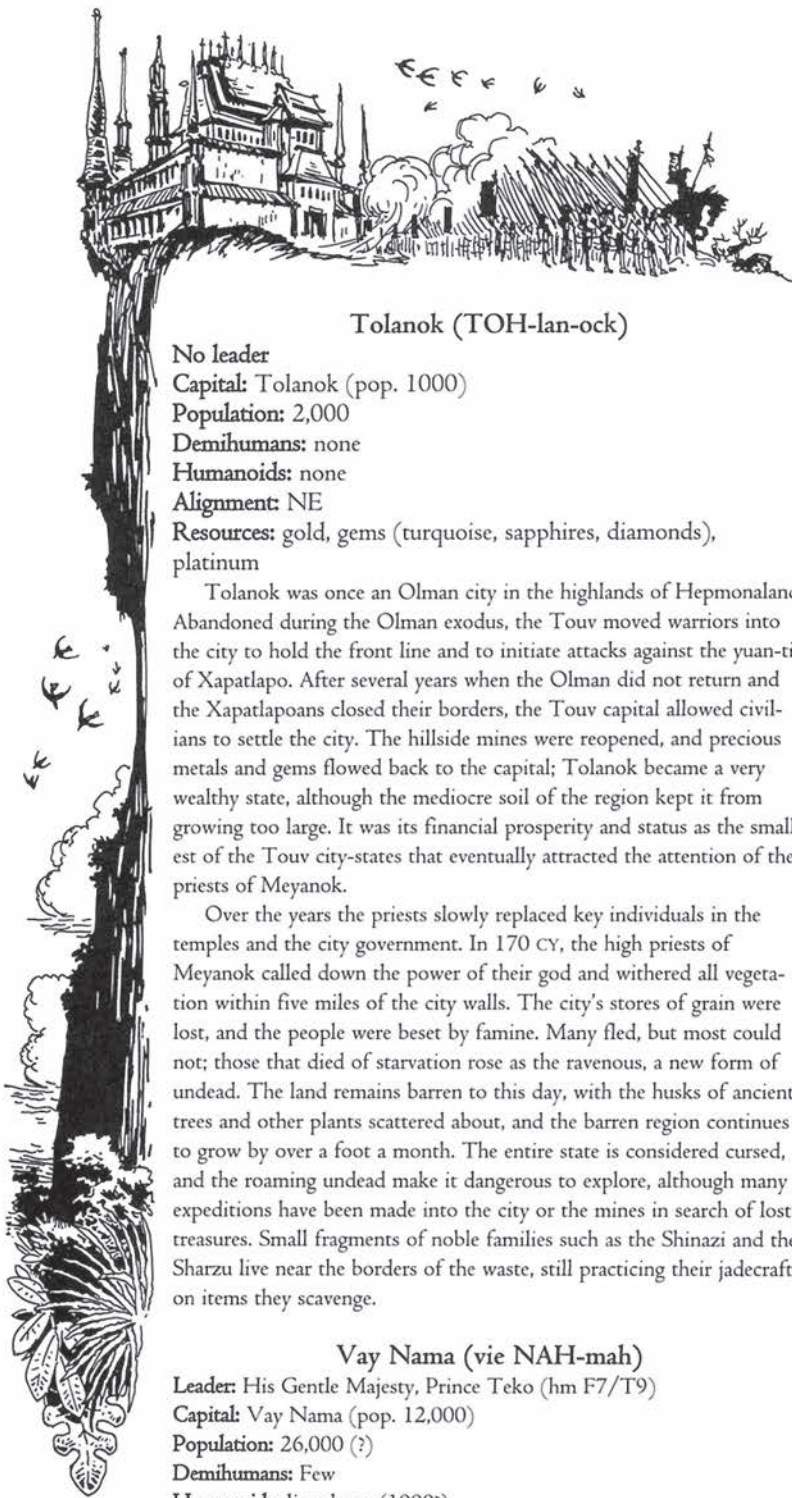 Tolanok (TOH-lan-ock)
No leader
Capital: Tolanok (pop. 1000)
Population: 2,000
Demihumans: none
Humanoids: none
Alignment: NE
Resources: gold, gems (turquoise, sapphires, diamonds),
platinum
Tolanok was once an Olman city in the highlands of Hepmonaland
Abandoned during the Olman exodus, the Touv moved warriors into
the city to hold the front line and to initiate attacks against the yuan-ti
of Xapatlapo. After several years when the Olman did not return and
the Xapatlapoans closed their borders, the Touv capital allowed civil-
ians to settle the city. The hillside mines were reopened, and precious
metals and gems flowed back to the capital; Tolanok became a very
wealthy state, although the mediocre soil of the region kept it from
growing too large. It was its financial prosperity and status as the small
est of the Touv city-states that eventually attracted the attention of the
priests of Meyanok.
Over the years the priests slowly replaced key individuals in the
temples and the city government. In 170 CY, the high priests of
Meyanok called down the power of their god and withered all vegeta-
tion within five miles of the city walls. The city's stores of grain were
lost, and the people were beset by famine. Many fled, but most could
not; those that died of starvation rose as the ravenous, a new form of
undead. The land remains barren to this day, with the husks of ancient
trees and other plants scattered about, and the barren region continues
to grow by over a foot a month. The entire state is considered cursed,
and the roaming undead make it dangerous to explore, although many
expeditions have been made into the city or the mines in search of lost
treasures. Small fragments of noble families such as the Shinazi and the
Sharzu live near the borders of the waste, still practicing their jadecraft
on items they scavenge.
Vay Nama (vie NAH-mah)
Leader: His Gentle Majesty, Prince Teko (hm F7/T9)
Capital: Vay Nama (pop. 12,000)
Population: 26,000 (?)
Demihumans: Few